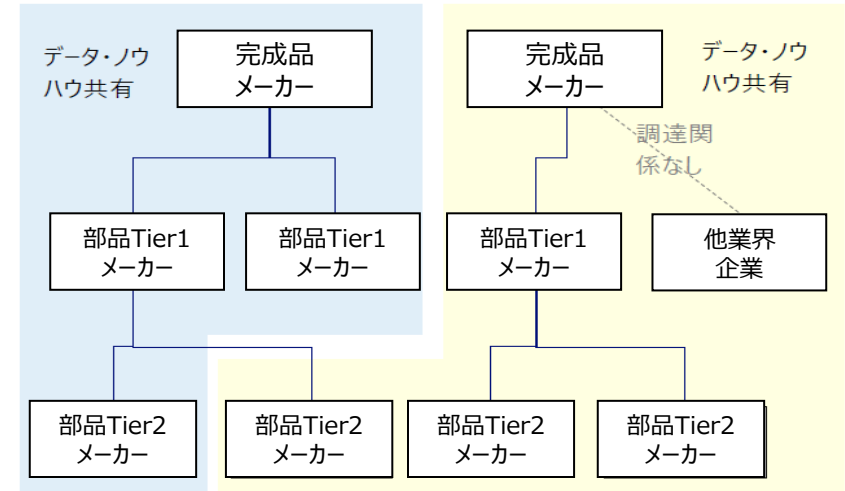 データ・ノウ
ハウ共有
完成品
メーカー
完成品
メーカー
データ・ノウ
ハウ共有
調達関
係なし
部品Tier1
メーカー
部品Tier1
メーカー
部品Tier1
メーカー
他業界
企業
部品Tier2
メーカー
部品Tier2
メーカー
部品Tier2
メーカー
部品Tier2
メーカー